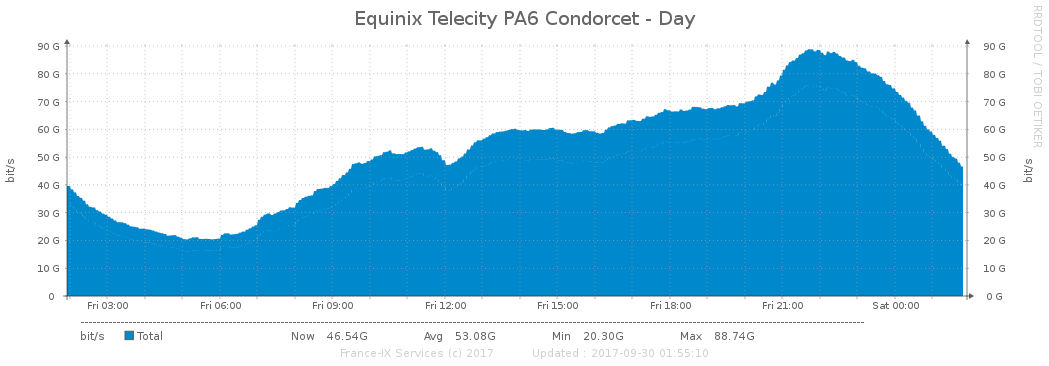 Equinix Telecity PA6 Condorcet - Day
RRDTOOL / TOBI OETIKER
90 G 90 G
80 G 80 G
70 G 70 G
60 G 60 G
50 G 50 G
40 G 40 G
30 G 30 G
20 G 20 G
10 G 10 G
0 0 G
bit/s bit/s
Fri 03:00 Fri 06:00 Fri 09:00 Fri 12:00 Fri 15:00 Fri 18:00 Fri 21:00 Sat 00:00
bit/s Total Now 46.54G Avg 53.08G Min 20.30G Max 88.74G
France-IX Services (c) 2017 Updated : 2017-09-30 01:55:10